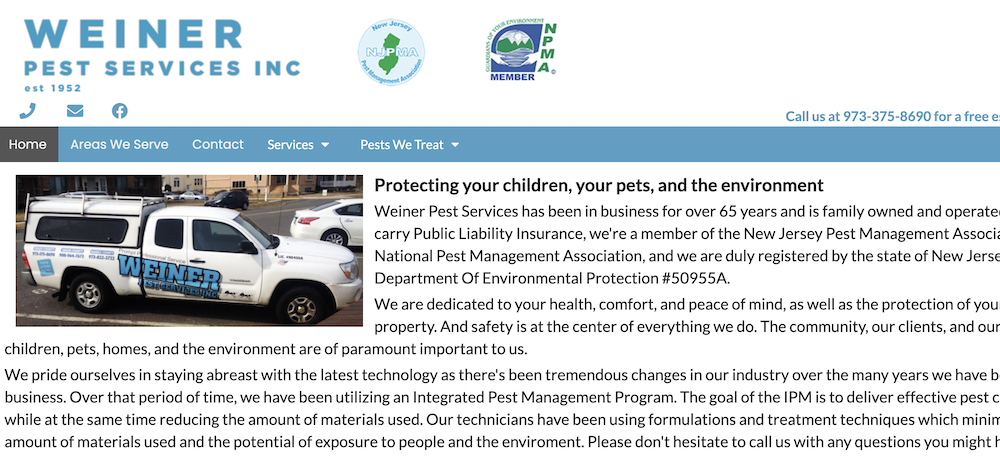 WEINER
PEST SERVICES INC
est 1952
New Jersey
NJPMA
Pest Management Association
GUARDIANS OF YOUR ENVIRONMENT
NPMA
MEMBER
Call us at 973-375-8690 for a free es
Home Areas We Serve Contact Services Pests We Treat
WEINER
PEST SERVICES INC
Protecting your children, your pets, and the environment
Weiner Pest Services has been in business for over 65 years and is family owned and operate
carry Public Liability Insurance, we're a member of the New Jersey Pest Management Associa
National Pest Management Association, and we are duly registered by the state of New Jerse
Department Of Environmental Protection #50955A.
We are dedicated to your health, comfort, and peace of mind, as well as the protection of you
property. And safety is at the center of everything we do. The community, our clients, and our
children, pets, homes, and the environment are of paramount important to us.
We pride ourselves in staying abreast with the latest technology as there's been tremendous changes in our industry over the many years we have b
business. Over that period of time, we have been utilizing an Integrated Pest Management Program. The goal of the IPM is to deliver effective pest c
while at the same time reducing the amount of materials used. Our technicians have been using formulations and treatment techniques which minim
amount of materials used and the potential of exposure to people and the enviroment. Please don't hesitate to call us with any questions you might h